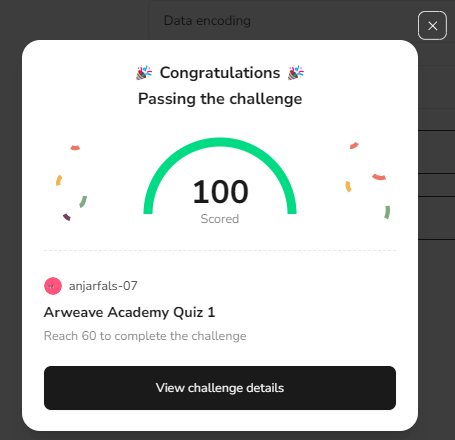 Data encoding
Congratulations
Passing the challenge
100
Scored
anjarfals-07
Arweave Academy Quiz 1
Reach 60 to complete the challenge
View challenge details